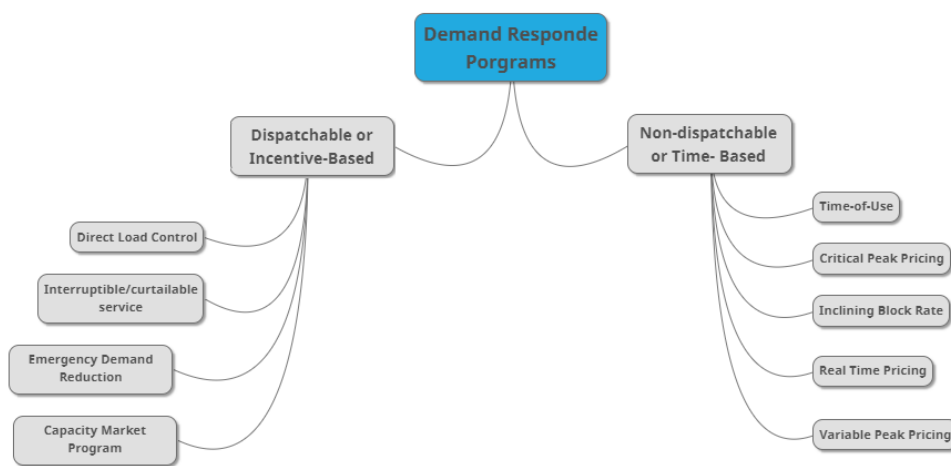 Demand Responde
Porgrams
Dispatchable or
Incentive-Based
Direct Load Control
Interruptible/curtailable
service
Emergency Demand
Reduction
Capacity Market
Program
Non-dispatchable
or Time- Based
Time-of-Use
Critical Peak Pricing
Inclining Block Rate
Real Time Pricing
Variable Peak Pricing